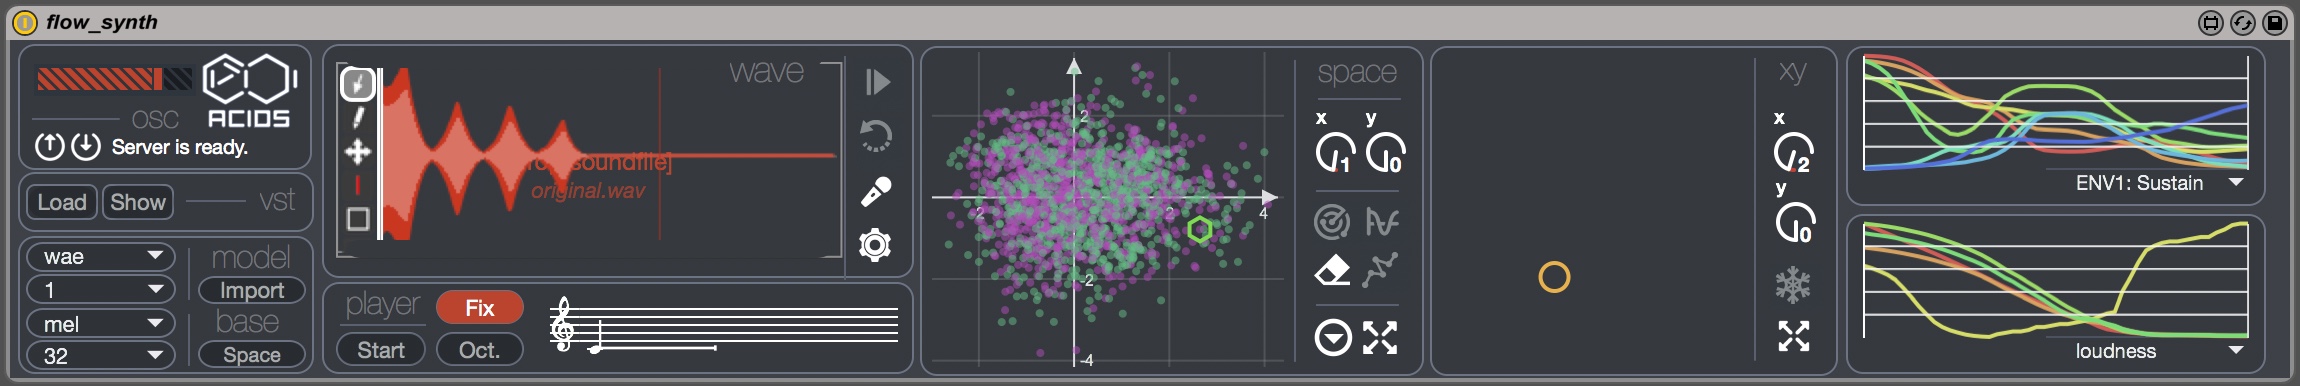 flow_synth
ACIDS
OSC
Server is ready.
Load
Show
vst
wae
model
1
Import
mel
base
32
Space
wave
soundfile]
original.wav
player
Fix
Start
Oct.
2
-2
2
4
-2
-4
space
x
y
1
0
xy
x
2
y
0
ENV1: Sustain
loudness